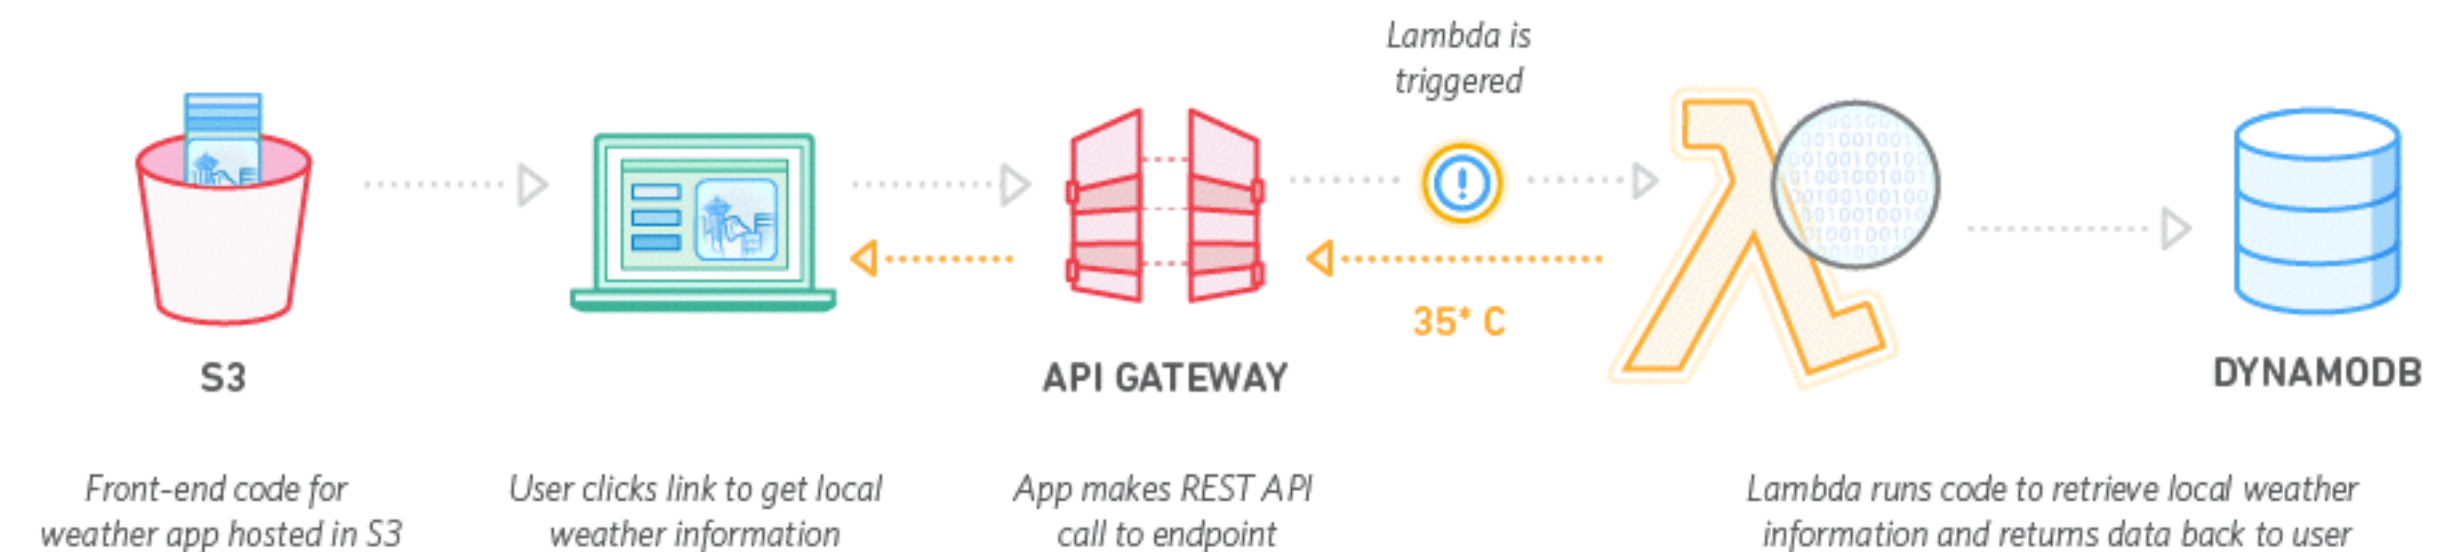 Lambda is
triggered
35* C
S3
API GATEWAY
DYNAMODB
Front-end code for
weather app hosted in S3
User clicks link to get local
weather information
App makes REST API
call to endpoint
Lambda runs code to retrieve local weather
information and returns data back to user